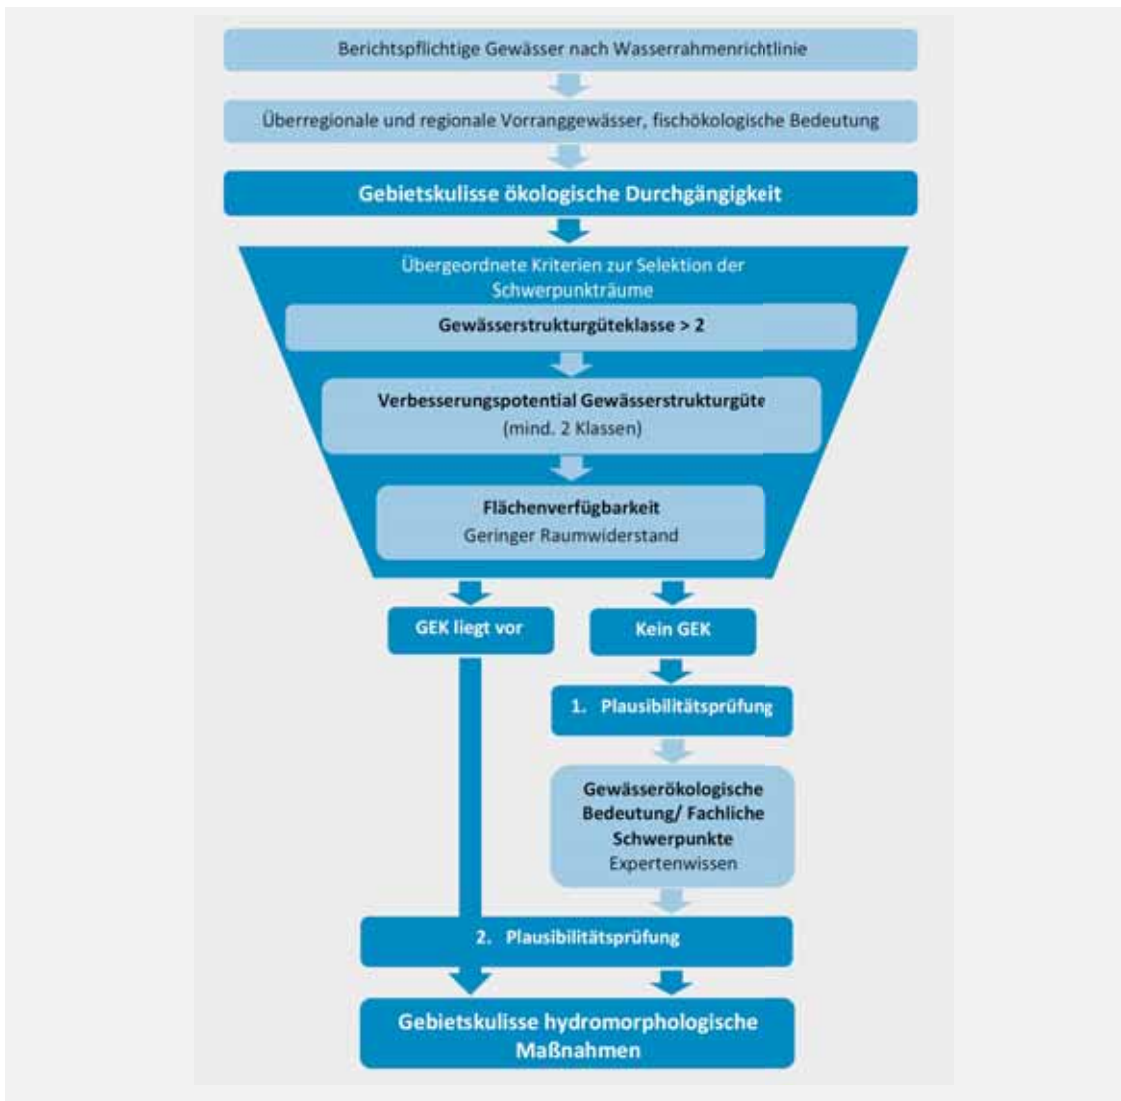 Berichtspflichtige Gewässer nach Wasserrahmenrichtlinie
Überregionale und regionale Vorranggewässer, fischökologische Bedeutung
Gebietskulisse ökologische Durchgängigkeit
Übergeordnete Kriterien zur Selektion der
Schwerpunkträume
Gewässerstrukturgüteklasse > 2
Verbesserungspotential Gewässerstrukturgüte
(mind. 2 Klassen)
Flächenverfügbarkeit
Geringer Raumwiderstand
GEK liegt vor
Kein GEK
1. Plausibilitätsprüfung
Gewässerökologische
Bedeutung/ Fachliche
Schwerpunkte
Expertenwissen
2. Plausibilitätsprüfung
Gebietskulisse hydromorphologische
Maßnahmen